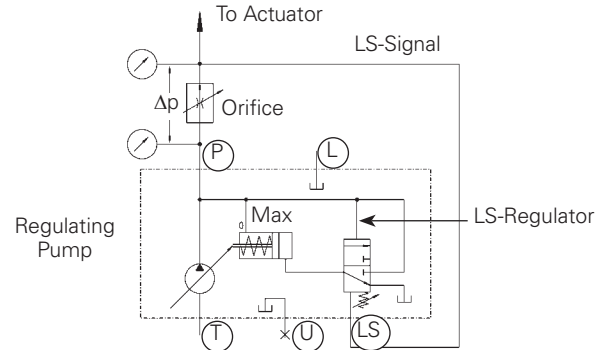 To Actuator
LS-Signal
Δp
Orifice
P
L
Max
Regulating
Pump
LS-Regulator
T
U
LS